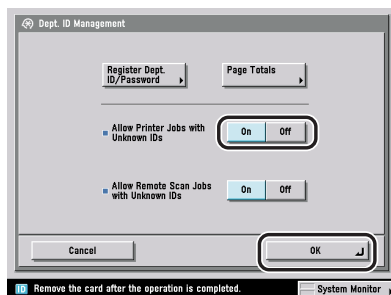 Dept. ID Management
Register Dept.
ID/Password
Page Totals
Allow Printer Jobs with
Unknown IDs
On
Off
Allow Remote Scan Jobs
with Unknown IDs
On
Off
Cancel
OK
ID
Remove the card after the operation is completed.
System Monitor